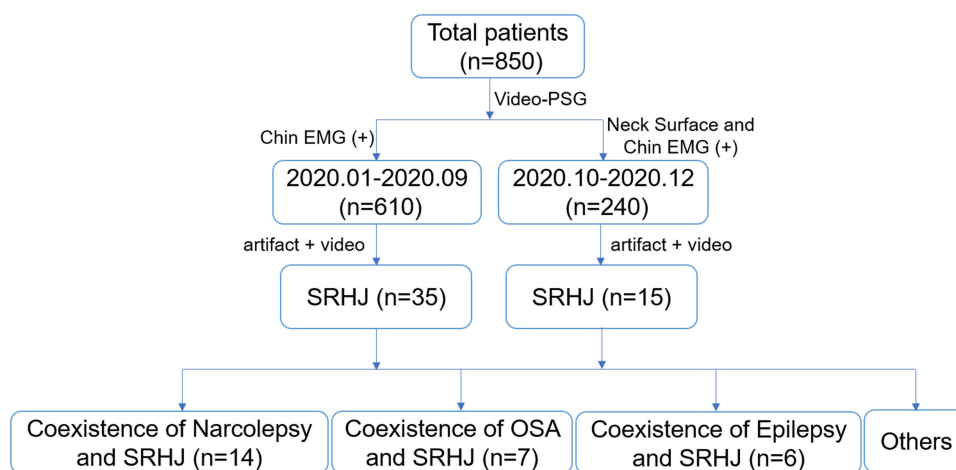 Total patients
(n=850)
Video-PSG
Chin EMG (+)
Neck Surface and
Chin EMG (+)
2020.01-2020.09
(n=610)
2020.10-2020.12
(n=240)
artifact + video
artifact + video
SRHJ (n=35)
SRHJ (n=15)
Coexistence of Narcolepsy
and SRHJ (n=14)
Coexistence of OSA
and SRHJ (n=7)
Coexistence of Epilepsy
and SRHJ (n=6)
Others